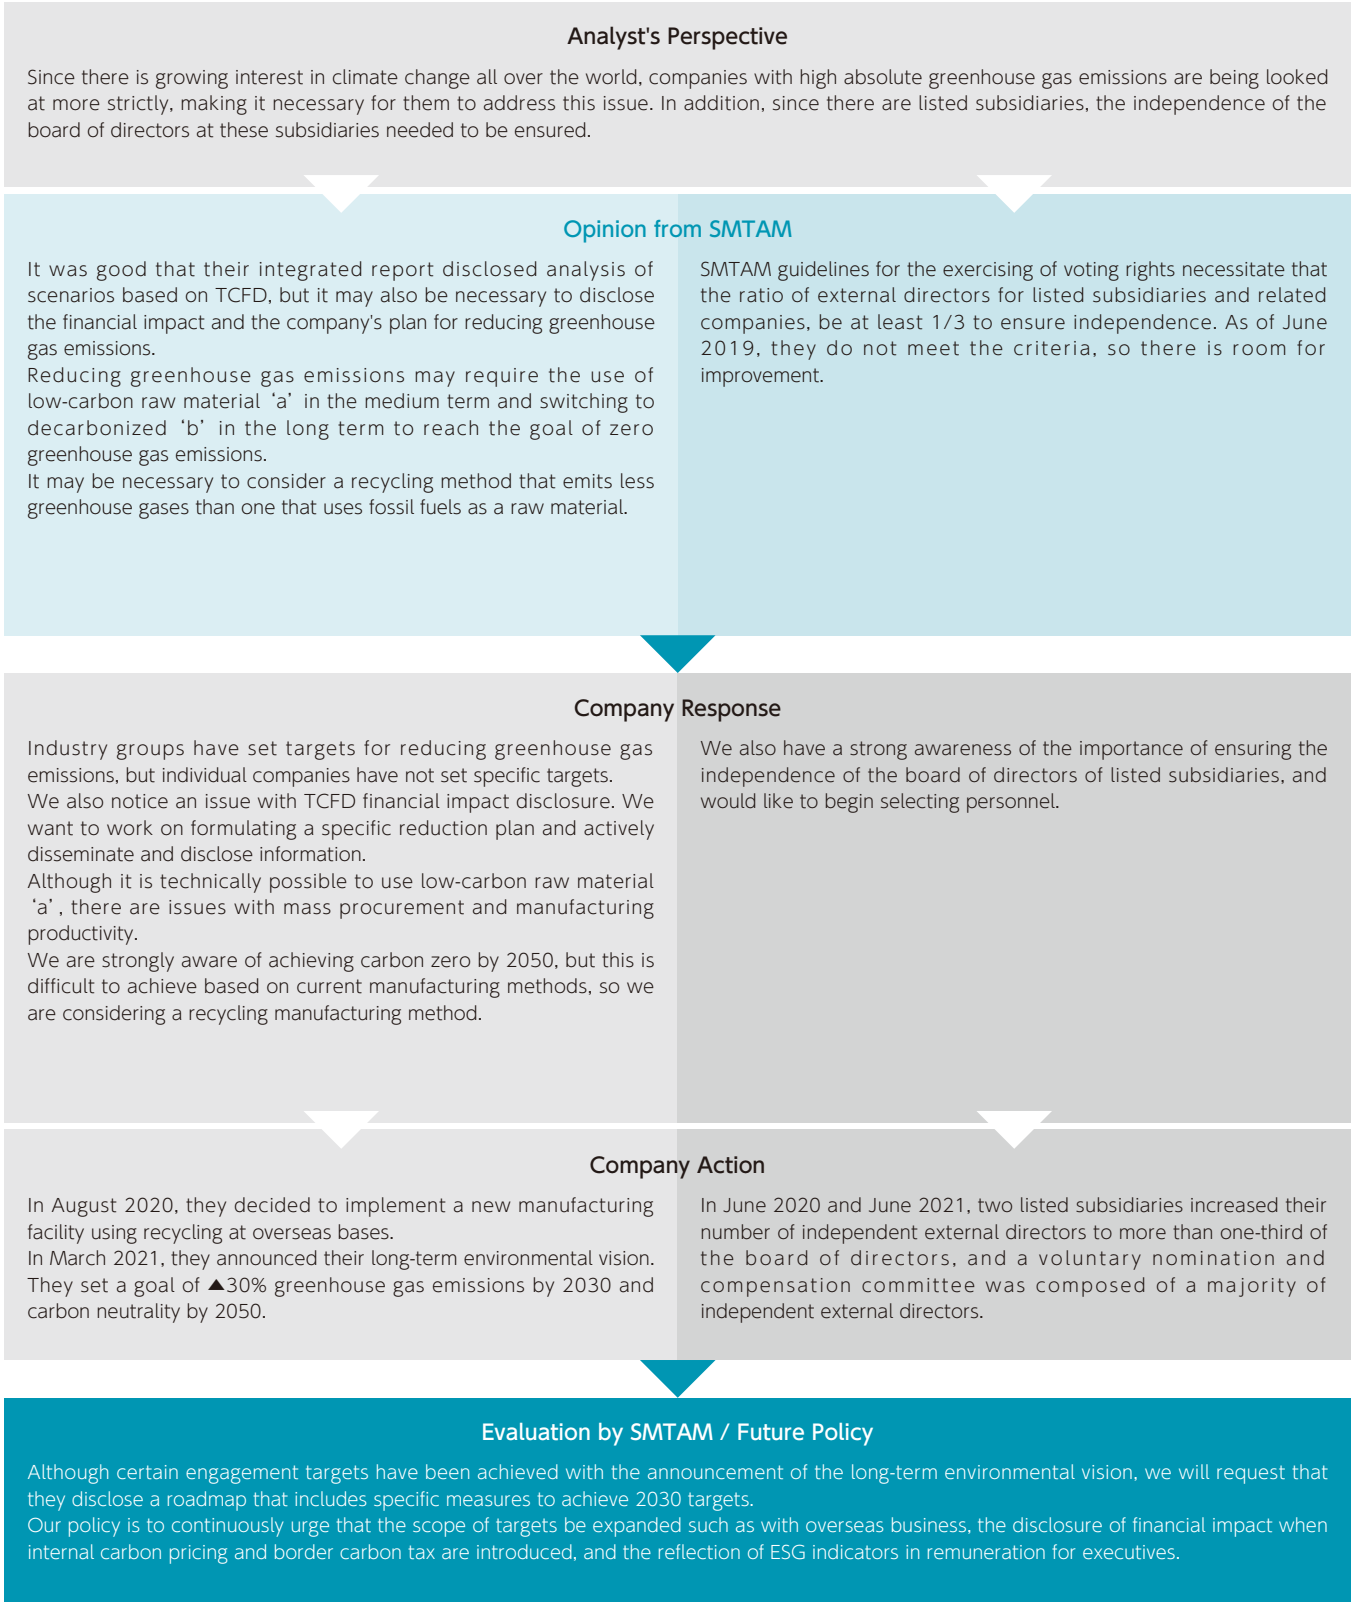 Analyst's Perspective
Since there is growing interest in climate change all over the world, companies with high absolute greenhouse gas emissions are being looked
at more strictly, making it necessary for them to address this issue. In addition, since there are listed subsidiaries, the independence of the
board of directors at these subsidiaries needed to be ensured.
Opinion from SMTAM
It was good that their integrated report disclosed analysis of
scenarios based on TCFD, but it may also be necessary to disclose
the financial impact and the company's plan for reducing greenhouse
gas emissions.
Reducing greenhouse gas emissions may require the use of
low-carbon raw material ‘a’ in the medium term and switching to
decarbonized ‘b’ in the long term to reach the goal of zero
greenhouse gas emissions.
It may be necessary to consider a recycling method that emits less
greenhouse gases than one that uses fossil fuels as a raw material.
SMTAM guidelines for the exercising of voting rights necessitate that
the ratio of external directors for listed subsidiaries and related
companies, be at least 1/3 to ensure independence. As of June
2019, they do not meet the criteria, so there is room for
improvement.
Company Response
Industry groups have set targets for reducing greenhouse gas
emissions, but individual companies have not set specific targets.
We also notice an issue with TCFD financial impact disclosure. We
want to work on formulating a specific reduction plan and actively
disseminate and disclose information.
Although it is technically possible to use low-carbon raw material
‘a’, there are issues with mass procurement and manufacturing
productivity.
We are strongly aware of achieving carbon zero by 2050, but this is
difficult to achieve based on current manufacturing methods, so we
are considering a recycling manufacturing method.
We also have a strong awareness of the importance of ensuring the
independence of the board of directors of listed subsidiaries, and
would like to begin selecting personnel.
Company Action
In August 2020, they decided to implement a new manufacturing
facility using recycling at overseas bases.
In March 2021, they announced their long-term environmental vision.
They set a goal of ▲30% greenhouse gas emissions by 2030 and
carbon neutrality by 2050.
In June 2020 and June 2021, two listed subsidiaries increased their
number of independent external directors to more than one-third of
the board of directors, and a voluntary nomination and
compensation committee was composed of a majority of
independent external directors.
Evaluation by SMTAM / Future Policy
Although certain engagement targets have been achieved with the announcement of the long-term environmental vision, we will request that
they disclose a roadmap that includes specific measures to achieve 2030 targets.
Our policy is to continuously urge that the scope of targets be expanded such as with overseas business, the disclosure of financial impact when
internal carbon pricing and border carbon tax are introduced, and the reflection of ESG indicators in remuneration for executives.